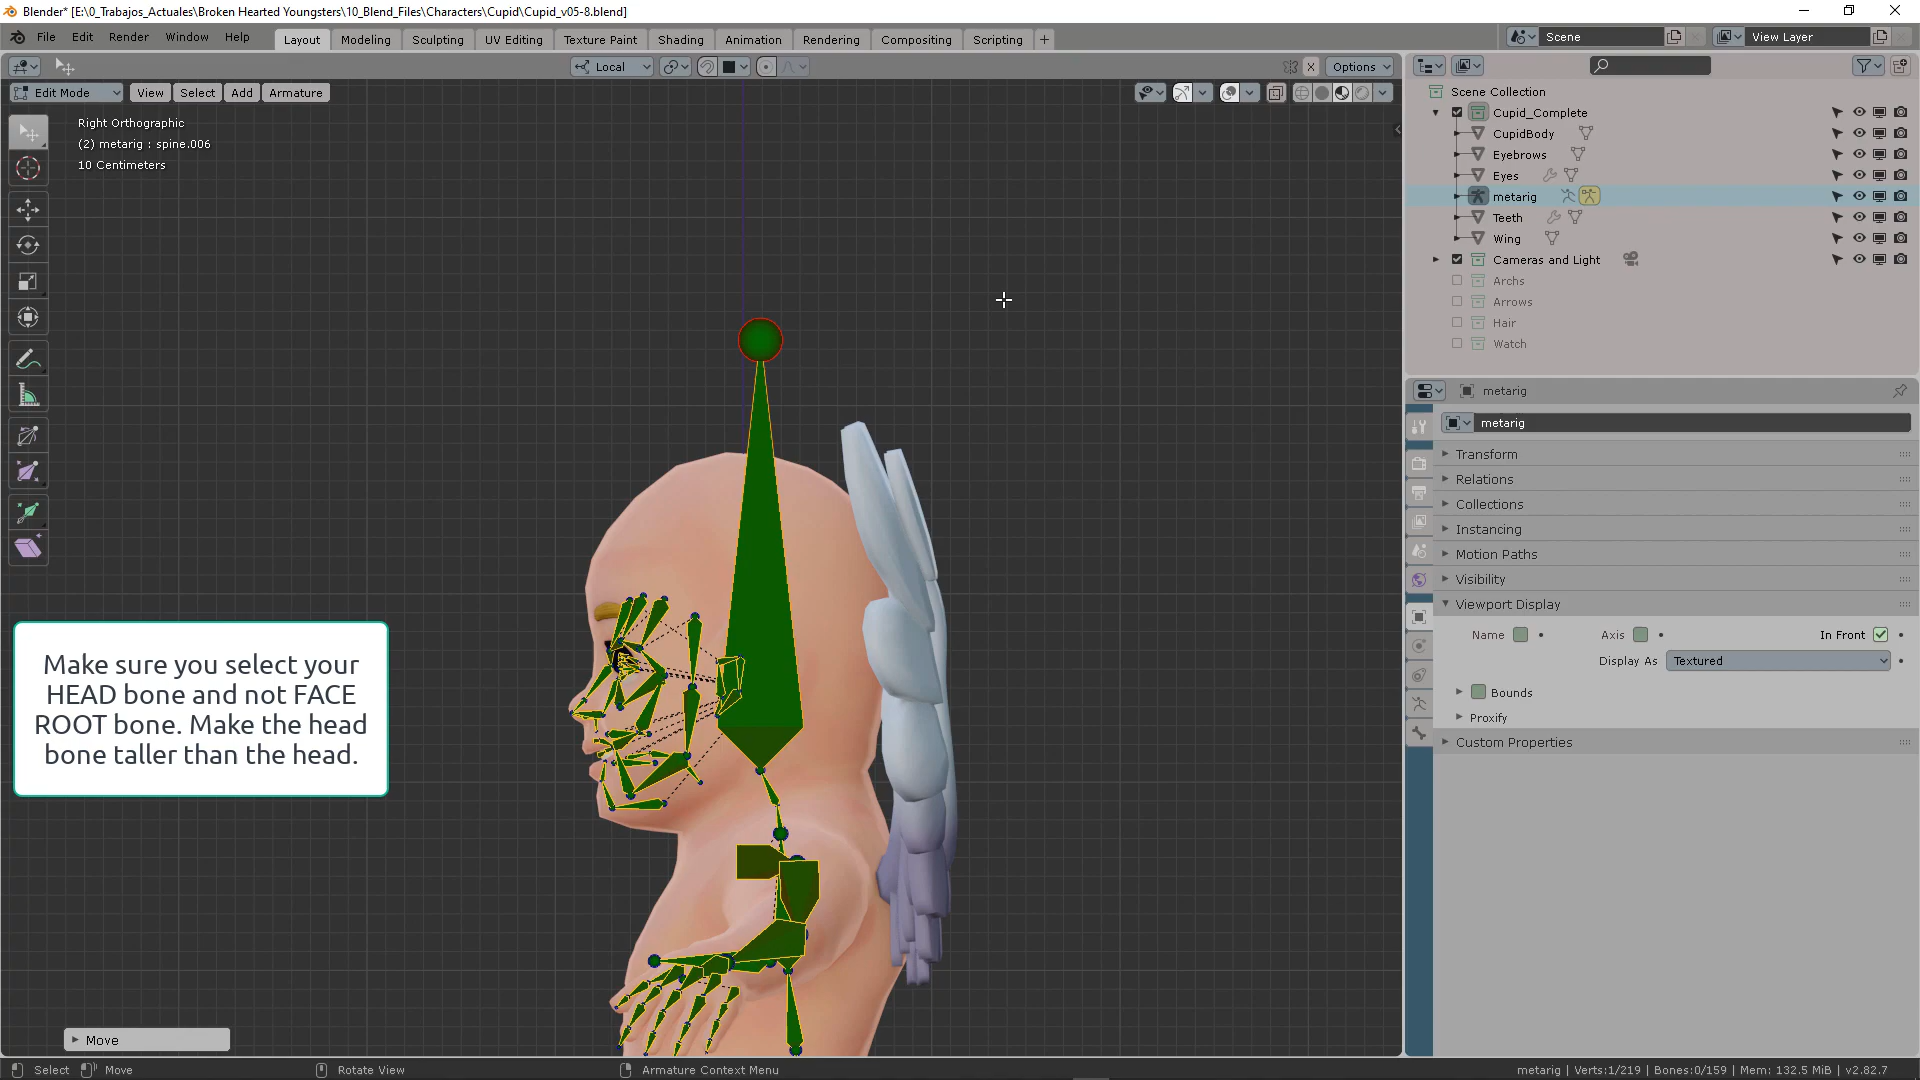 Blender* [E:\0_Trabajos_Actuales\Broken Hearted Youngsters\10_Blend_Files\Characters\Cupid\Cupid_v05-8.blend]
File Edit Render Window Help Layout Modeling Sculpting UV Editing Texture Paint Shading Animation Rendering Compositing Scripting + Scene View Layer
Local Options
Edit Mode View Select Add Armature
Right Orthographic
(2) metarig : spine.006
10 Centimeters
Scene Collection
Cupid_Complete
CupidBody
Eyebrows
Eyes
metarig
Teeth
Wing
Cameras and Light
Archs
Arrows
Hair
Watch
metarig
metarig
Transform
Relations
Collections
Instancing
Motion Paths
Visibility
Viewport Display
Name Axis In Front
Display As Textured
Bounds
Proxify
Custom Properties
Make sure you select your
HEAD bone and not FACE
ROOT bone. Make the head
bone taller than the head.
Move
Select Move Rotate View Armature Context Menu metarig | Verts:1/219 | Bones:0/159 | Mem: 132.5 MiB | v2.82.7